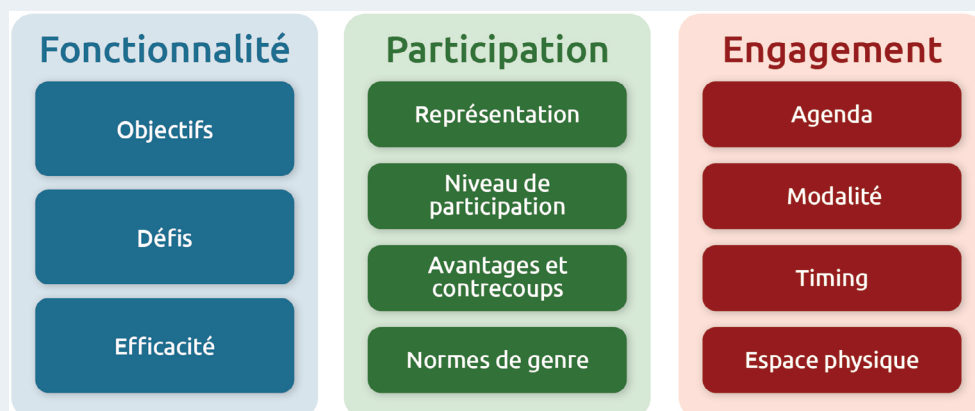 Fonctionnalité
Objectifs
Défis
Efficacité
Participation
Représentation
Niveau de
participation
Avantages et
contrecoups
Normes de genre
Engagement
Agenda
Modalité
Timing
Espace physique